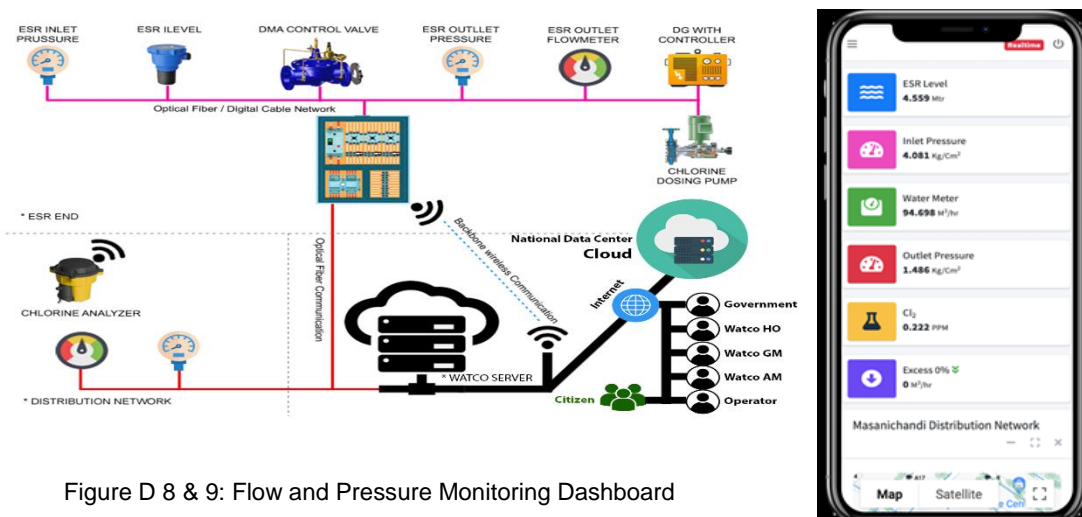 ESR INLET
PRUSSURE
ESR ILEVEL
DMA CONTROL VALVE
ESR OUTLLET
PRESSURE
ESR OUTLET
FLOWMETER
DG WITH
CONTROLLER
Optical Fiber / Digital Cable Network
CHLORINE
DOSING PUMP
* ESR END
CHLORINE ANALYZER
Optical Fiber Communication
Backbone wireless Communication
National Data Center
Cloud
Internet
Government
Watco HO
Watco GM
Watco AM
Operator
Citizen
* WATCO SERVER
* DISTRIBUTION NETWORK
Figure D 8 & 9: Flow and Pressure Monitoring Dashboard
Realtime
ESR Level
4.559 Mtr
Inlet Pressure
4.081 Kg/Cm²
Water Meter
94.698 M³/hr
Outlet Pressure
1.486 Kg/Cm²
Cl₂
0.222 PPM
Excess 0%
0 M³/hr
Masanichandi Distribution Network
Map
Satellite